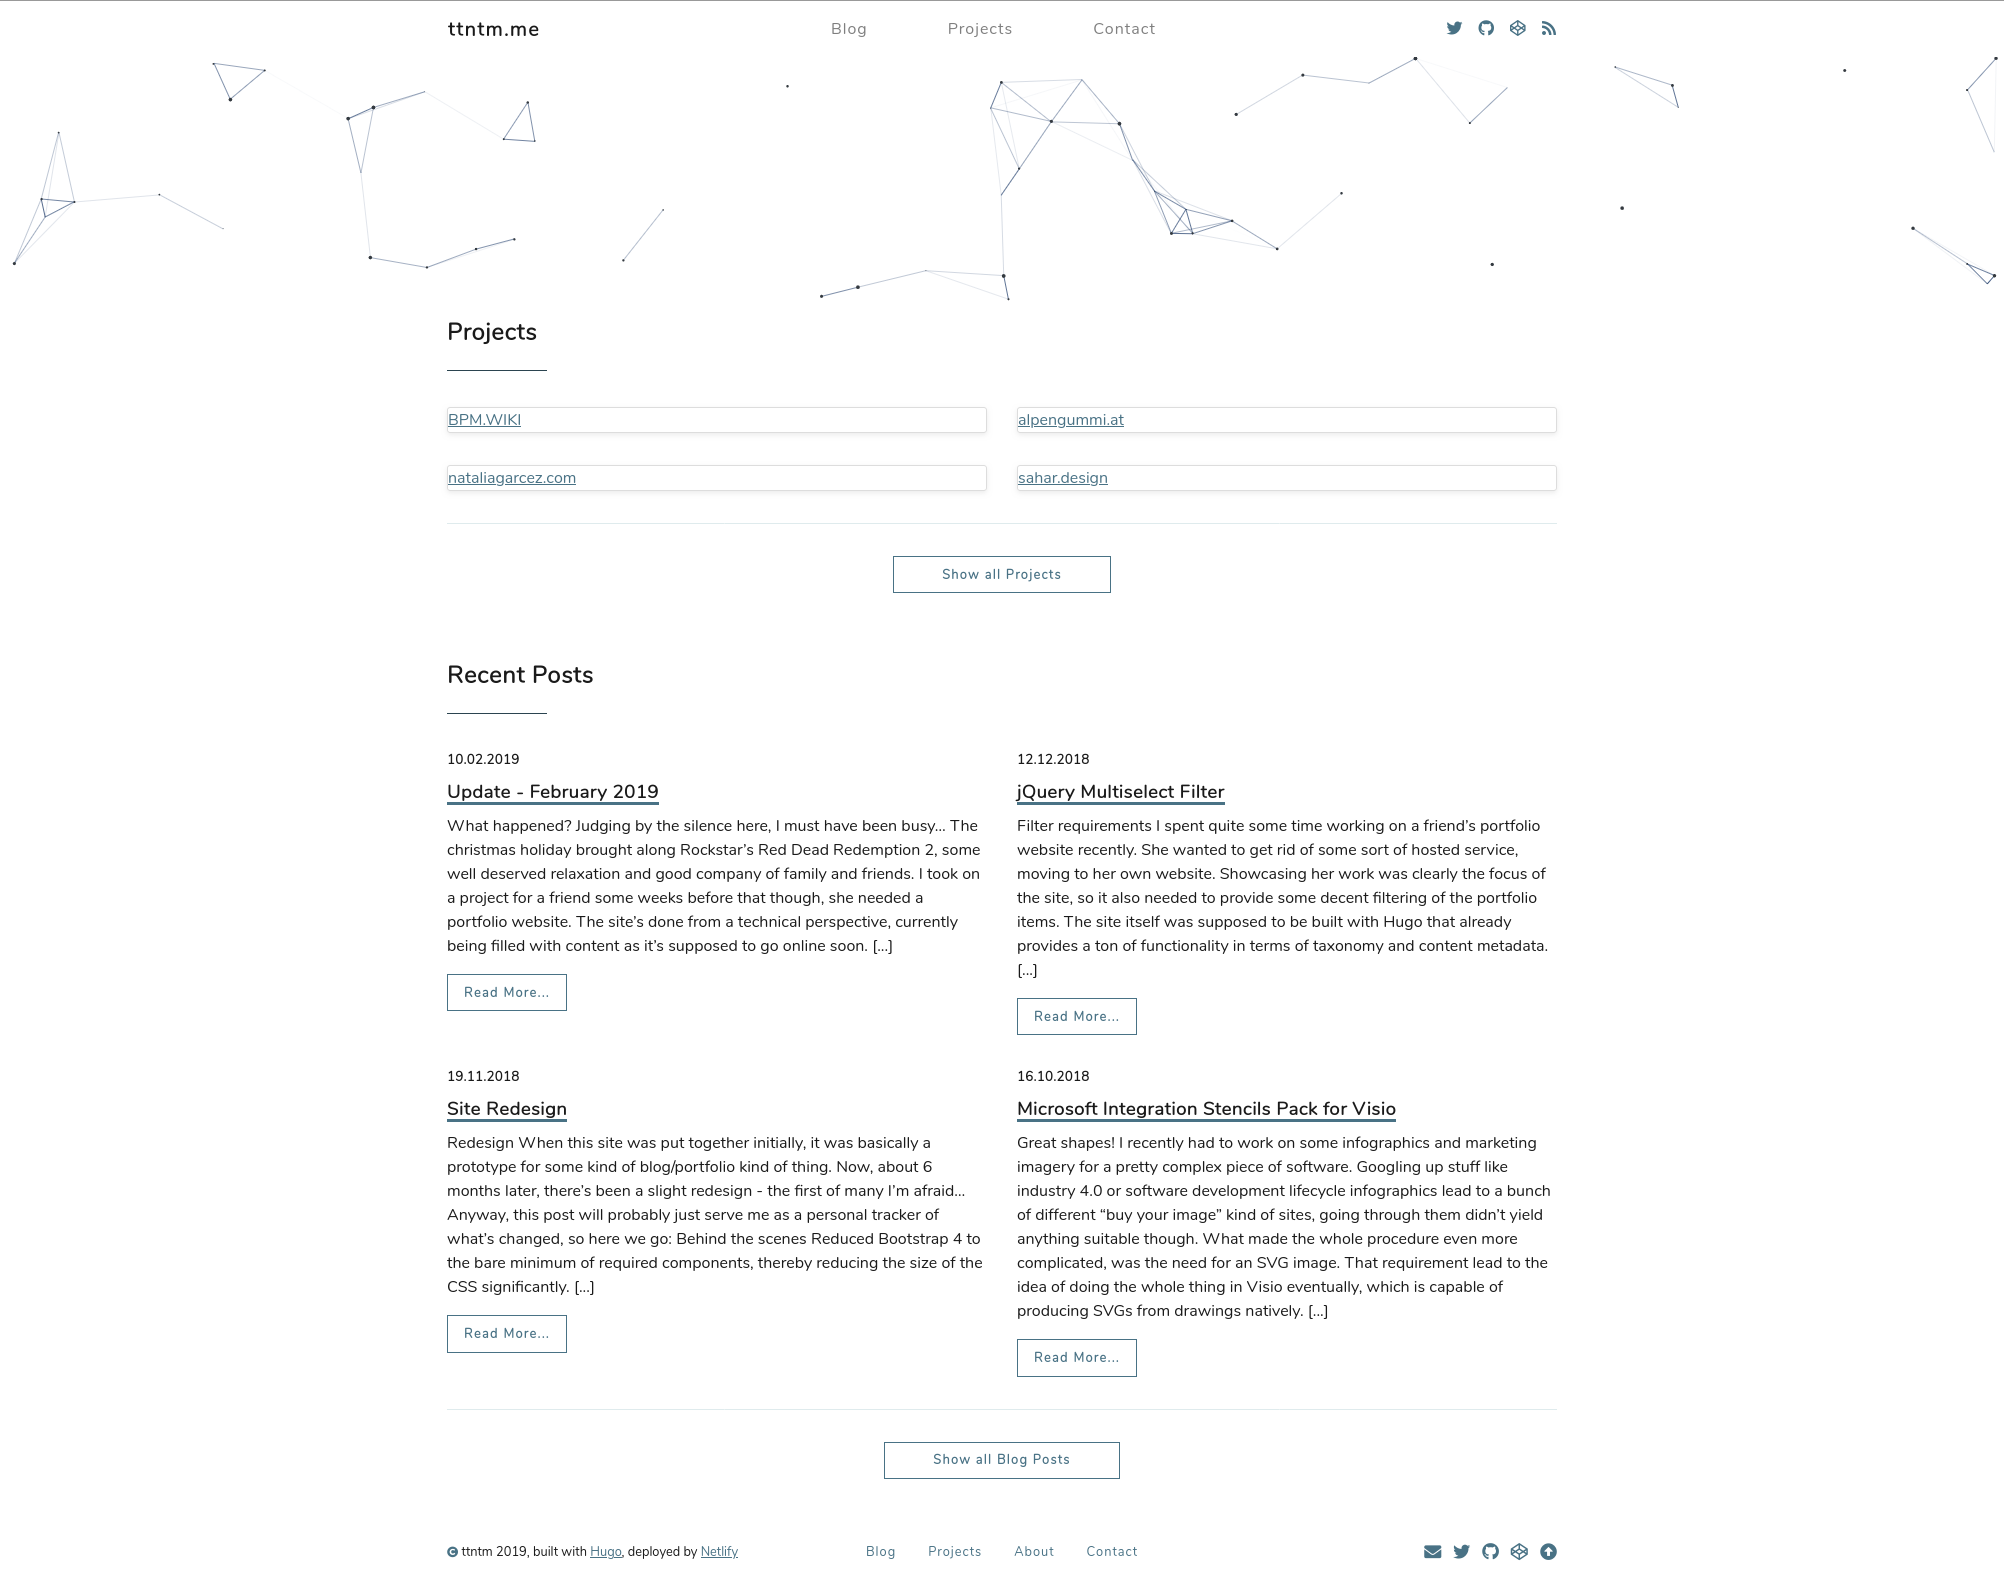 ttntm.me
Blog
Projects
Contact
Projects
BPM.WIKI
alpengummi.at
nataliagarcez.com
sahar.design
Show all Projects
Recent Posts
10.02.2019
Update - February 2019
What happened? Judging by the silence here, I must have been busy… The
christmas holiday brought along Rockstar’s Red Dead Redemption 2, some
well deserved relaxation and good company of family and friends. I took on
a project for a friend some weeks before that though, she needed a
portfolio website. The site’s done from a technical perspective, currently
being filled with content as it’s supposed to go online soon. […]
Read More...
12.12.2018
jQuery Multiselect Filter
Filter requirements I spent quite some time working on a friend’s portfolio
website recently. She wanted to get rid of some sort of hosted service,
moving to her own website. Showcasing her work was clearly the focus of
the site, so it also needed to provide some decent filtering of the portfolio
items. The site itself was supposed to be built with Hugo that already
provides a ton of functionality in terms of taxonomy and content metadata.
[…]
Read More...
19.11.2018
Site Redesign
Redesign When this site was put together initially, it was basically a
prototype for some kind of blog/portfolio kind of thing. Now, about 6
months later, there’s been a slight redesign - the first of many I’m afraid…
Anyway, this post will probably just serve me as a personal tracker of
what’s changed, so here we go: Behind the scenes Reduced Bootstrap 4 to
the bare minimum of required components, thereby reducing the size of the
CSS significantly. […]
Read More...
16.10.2018
Microsoft Integration Stencils Pack for Visio
Great shapes! I recently had to work on some infographics and marketing
imagery for a pretty complex piece of software. Googling up stuff like
industry 4.0 or software development lifecycle infographics lead to a bunch
of different “buy your image” kind of sites, going through them didn’t yield
anything suitable though. What made the whole procedure even more
complicated, was the need for an SVG image. That requirement lead to the
idea of doing the whole thing in Visio eventually, which is capable of
producing SVGs from drawings natively. […]
Read More...
Show all Blog Posts
ttntm 2019, built with Hugo, deployed by Netlify
Blog
Projects
About
Contact